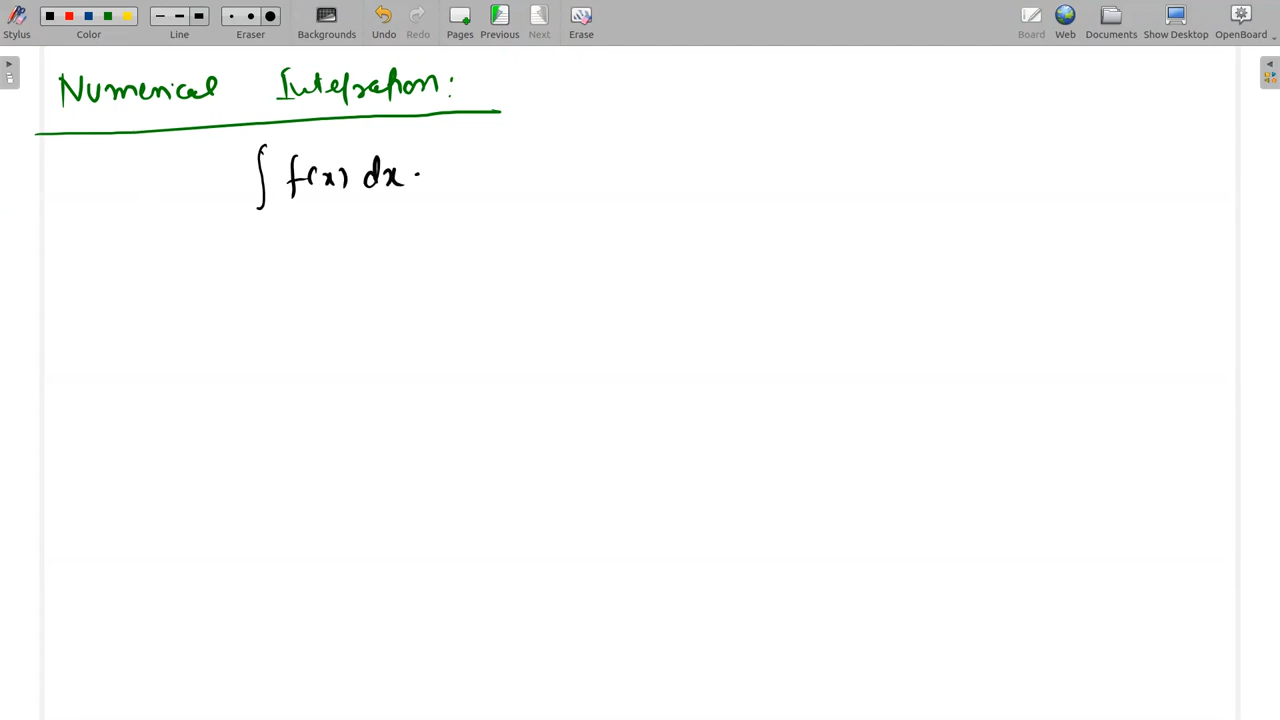 Stylus Color Line Eraser Backgrounds Undo Redo Pages Previous Next Erase Board Web Documents Show Desktop OpenBoard
Numerical Integration:
∫ f(x) dx .